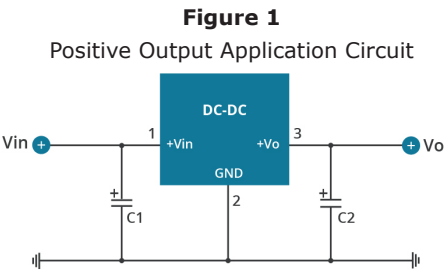 Figure 1
Positive Output Application Circuit
DC-DC
Vin + 1 +Vin +Vo 3 + Vo
GND
2
+ C1 + C2